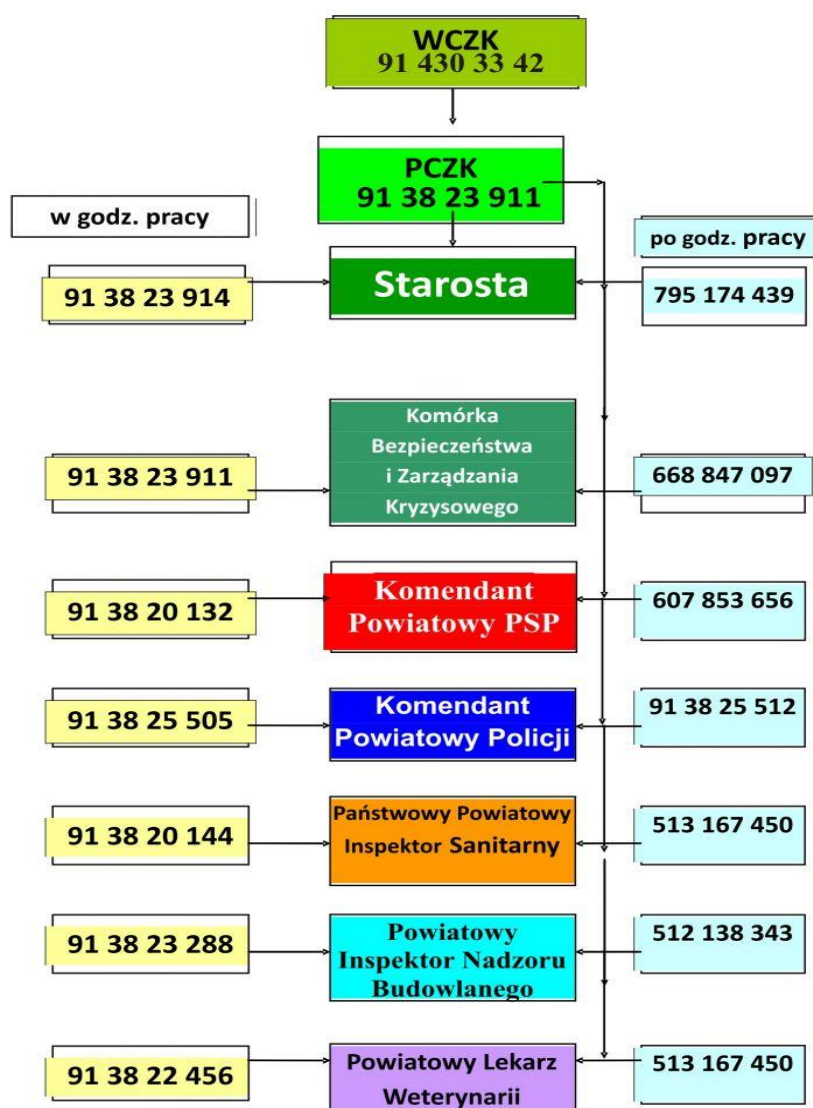 WCZK
91 430 33 42
PCZK
91 38 23 911
w godz. pracy
po godz. pracy
91 38 23 914
Starosta
795 174 439
91 38 23 911
Komórka
Bezpieczeństwa
i Zarządzania
Kryzysowego
668 847 097
91 38 20 132
Komendant
Powiatowy PSP
607 853 656
91 38 25 505
Komendant
Powiatowy Policji
91 38 25 512
91 38 20 144
Państwowy Powiatowy
Inspektor Sanitarny
513 167 450
91 38 23 288
Powiatowy
Inspektor Nadzoru
Budowlanego
512 138 343
91 38 22 456
Powiatowy Lekarz
Weterynarii
513 167 450